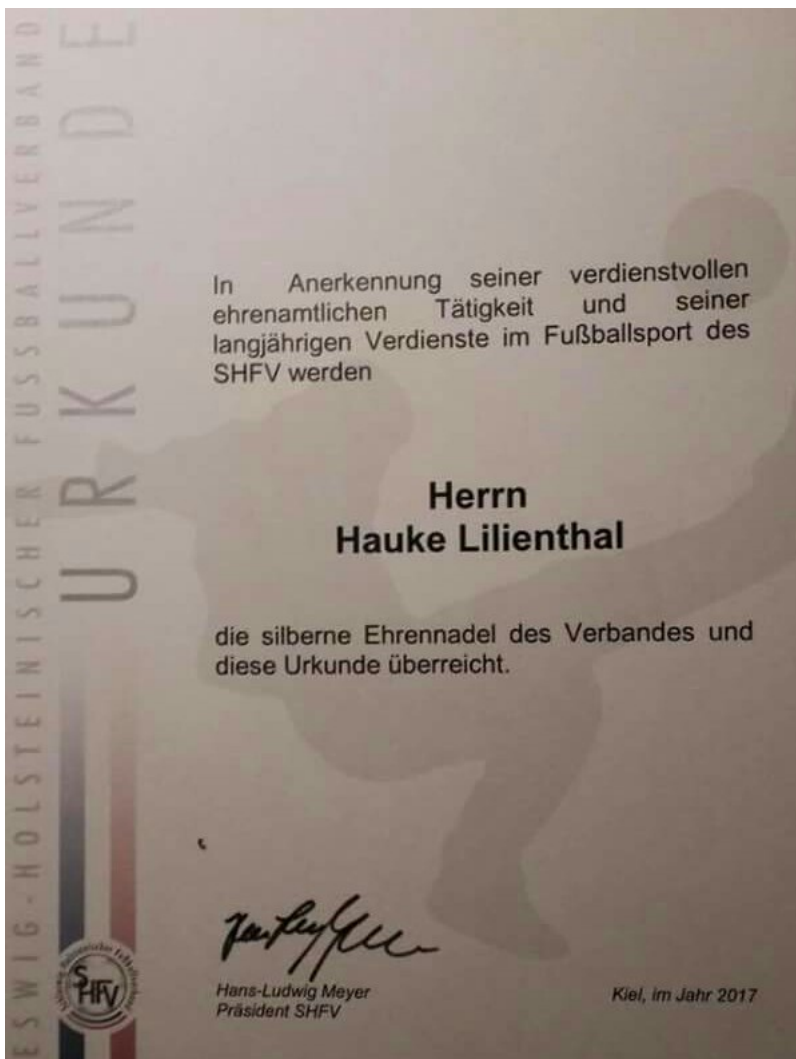 ESWIG-HOLSTEINISCHER FUSSBALLVERBAND
URKUNDE
In Anerkennung seiner verdienstvollen
ehrenamtlichen Tätigkeit und seiner
langjährigen Verdienste im Fußballsport des
SHFV werden
Herrn
Hauke Lilienthal
die silberne Ehrennadel des Verbandes und
diese Urkunde überreicht.
SHFV
Hans-Ludwig Meyer
Präsident SHFV
Kiel, im Jahr 2017